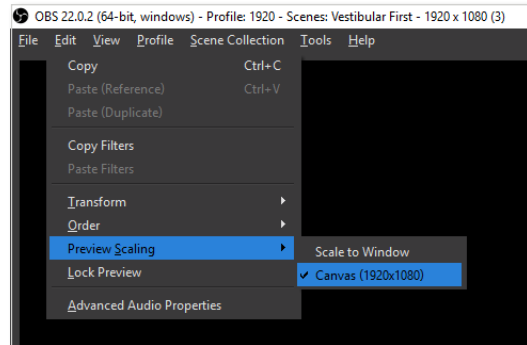 OBS 22.0.2 (64-bit, windows) - Profile: 1920 - Scenes: Vestibular First - 1920 x 1080 (3)
File Edit View Profile Scene Collection Tools Help
Copy Ctrl+C
Paste (Reference) Ctrl+V
Paste (Duplicate)
Copy Filters
Paste Filters
Transform
Order
Preview Scaling
Scale to Window
Lock Preview
Canvas (1920x1080)
Advanced Audio Properties